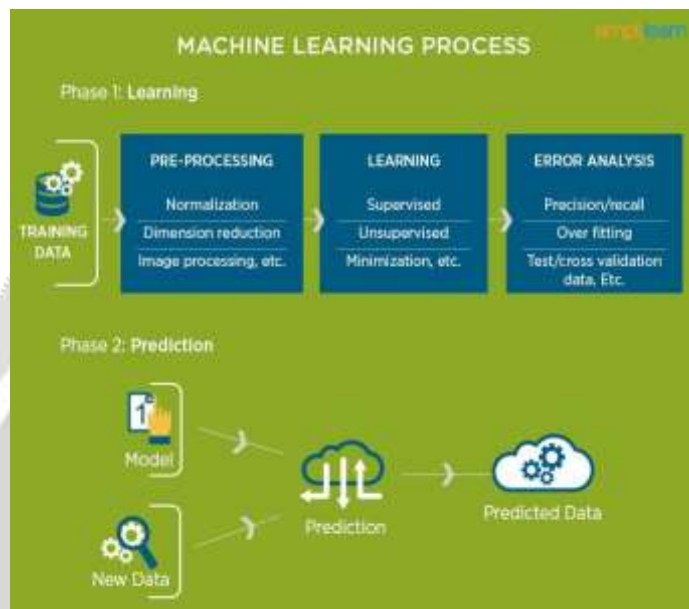 simplilearn
MACHINE LEARNING PROCESS
Phase 1: Learning
TRAINING
DATA
PRE-PROCESSING
Normalization
Dimension reduction
Image processing, etc.
LEARNING
Supervised
Unsupervised
Minimization, etc.
ERROR ANALYSIS
Precision/recall
Over fitting
Test/cross validation
data, Etc.
Phase 2: Prediction
1
Model
New Data
Prediction
Predicted Data